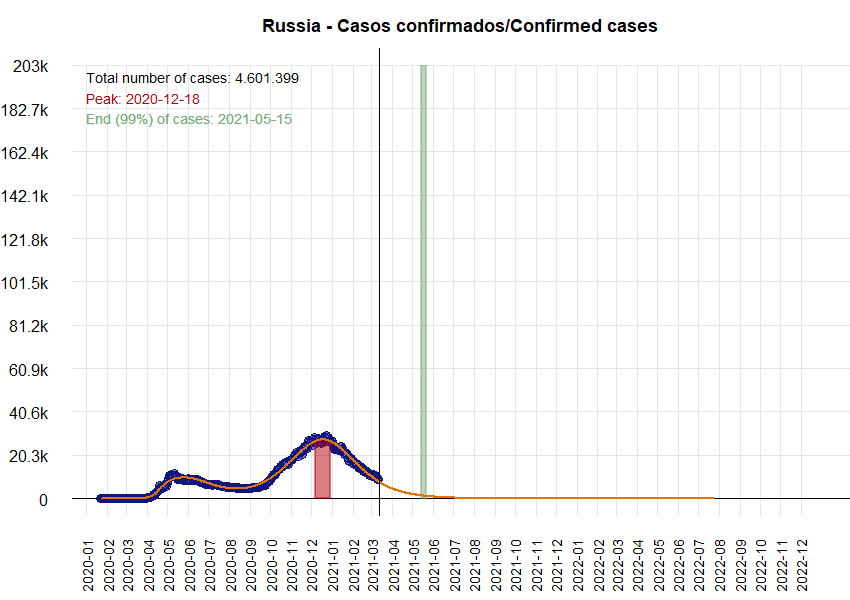 Russia - Casos confirmados/Confirmed cases
203k
Total number of cases: 4.601.399
Peak: 2020-12-18
End (99%) of cases: 2021-05-15
182.7k
162.4k
142.1k
121.8k
101.5k
81.2k
60.9k
40.6k
20.3k
0
2020-01
2020-02
2020-03
2020-04
2020-05
2020-06
2020-07
2020-08
2020-09
2020-10
2020-11
2020-12
2021-01
2021-02
2021-03
2021-04
2021-05
2021-06
2021-07
2021-08
2021-09
2021-10
2021-11
2021-12
2022-01
2022-02
2022-03
2022-04
2022-05
2022-06
2022-07
2022-08
2022-09
2022-10
2022-11
2022-12